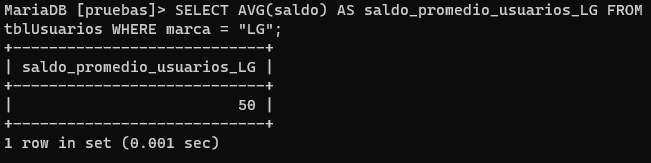 MariaDB [pruebas]> SELECT AVG(saldo) AS saldo_promedio_usuarios_LG FROM
tblUsuarios WHERE marca = "LG";
+----------------------------+
| saldo_promedio_usuarios_LG |
+----------------------------+
|                         50 |
+----------------------------+
1 row in set (0.001 sec)